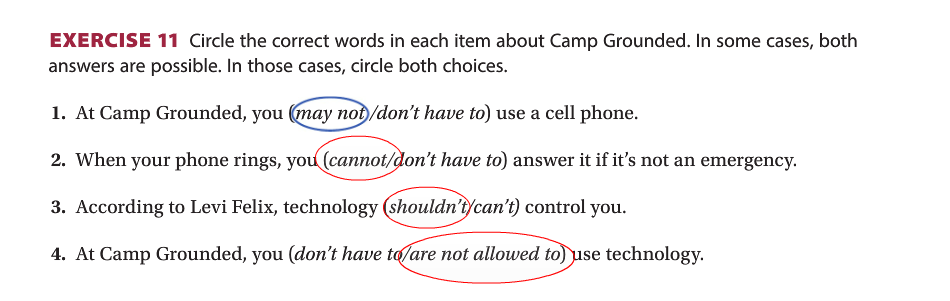 EXERCISE 11 Circle the correct words in each item about Camp Grounded. In some cases, both
answers are possible. In those cases, circle both choices.
1. At Camp Grounded, you (may not/don't have to) use a cell phone.
2. When your phone rings, you (cannot/don't have to) answer it if it's not an emergency.
3. According to Levi Felix, technology (shouldn't/can't) control you.
4. At Camp Grounded, you (don't have to/are not allowed to) use technology.